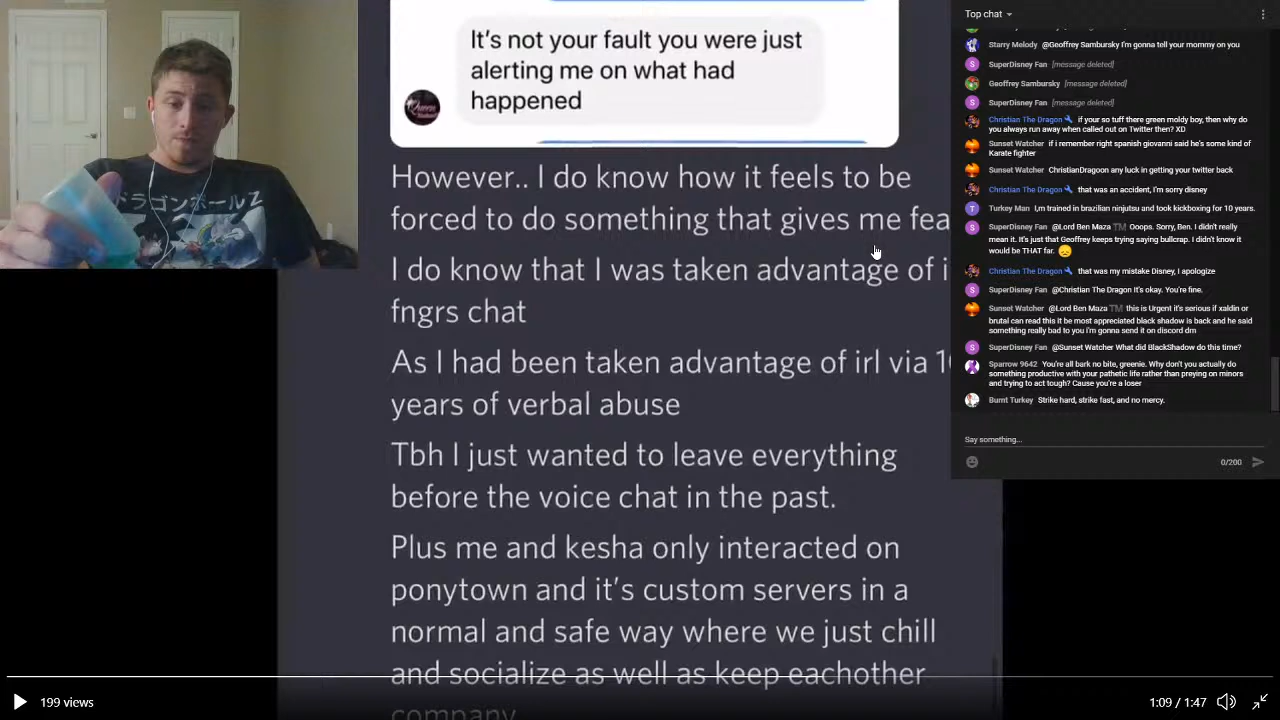 It's not your fault you were just
alerting me on what had
happened
However.. I do know how it feels to be
forced to do something that gives me fea
I do know that I was taken advantage of i
fngrs chat
As I had been taken advantage of irl via 1
years of verbal abuse
Tbh I just wanted to leave everything
before the voice chat in the past.
Plus me and kesha only interacted on
ponytown and it's custom servers in a
normal and safe way where we just chill
and socialize as well as keep eachother
company
ドラゴンボールZ
Top chat
Starry Melody @Geoffrey Sambursky I'm gonna tell your mommy on you
SuperDisney Fan [message deleted]
Geoffrey Sambursky [message deleted]
SuperDisney Fan [message deleted]
Christian The Dragon if your so tuff there green moldy boy, then why do
you always run away when called out on Twitter then? XD
Sunset Watcher if i remember right spanish giovanni said he's some kind of
Karate fighter
Sunset Watcher ChristianDragoon any luck in getting your twitter back
Christian The Dragon that was an accident, I'm sorry disney
Turkey Man I,m trained in brazilian ninjutsu and took kickboxing for 10 years.
SuperDisney Fan @Lord Ben Maza ™️ Ooops. Sorry, Ben. I didn't really
mean it. It's just that Geoffrey keeps trying saying bullcrap. I didn't know it
would be THAT far. 😞
Christian The Dragon that was my mistake Disney, I apologize
SuperDisney Fan @Christian The Dragon It's okay. You're fine.
Sunset Watcher @Lord Ben Maza ™️ this is Urgent it's serious if xaldin or
brutal can read this it be most appreciated black shadow is back and he said
something really bad to you i'm gonna send it on discord dm
SuperDisney Fan @Sunset Watcher What did BlackShadow do this time?
Sparrow 9642 You're all bark no bite, greenie. Why don't you actually do
something productive with your pathetic life rather than preying on minors
and trying to act tough? Cause you're a loser
Burnt Turkey Strike hard, strike fast, and no mercy.
Say something...
0/200
199 views
1:09 / 1:47